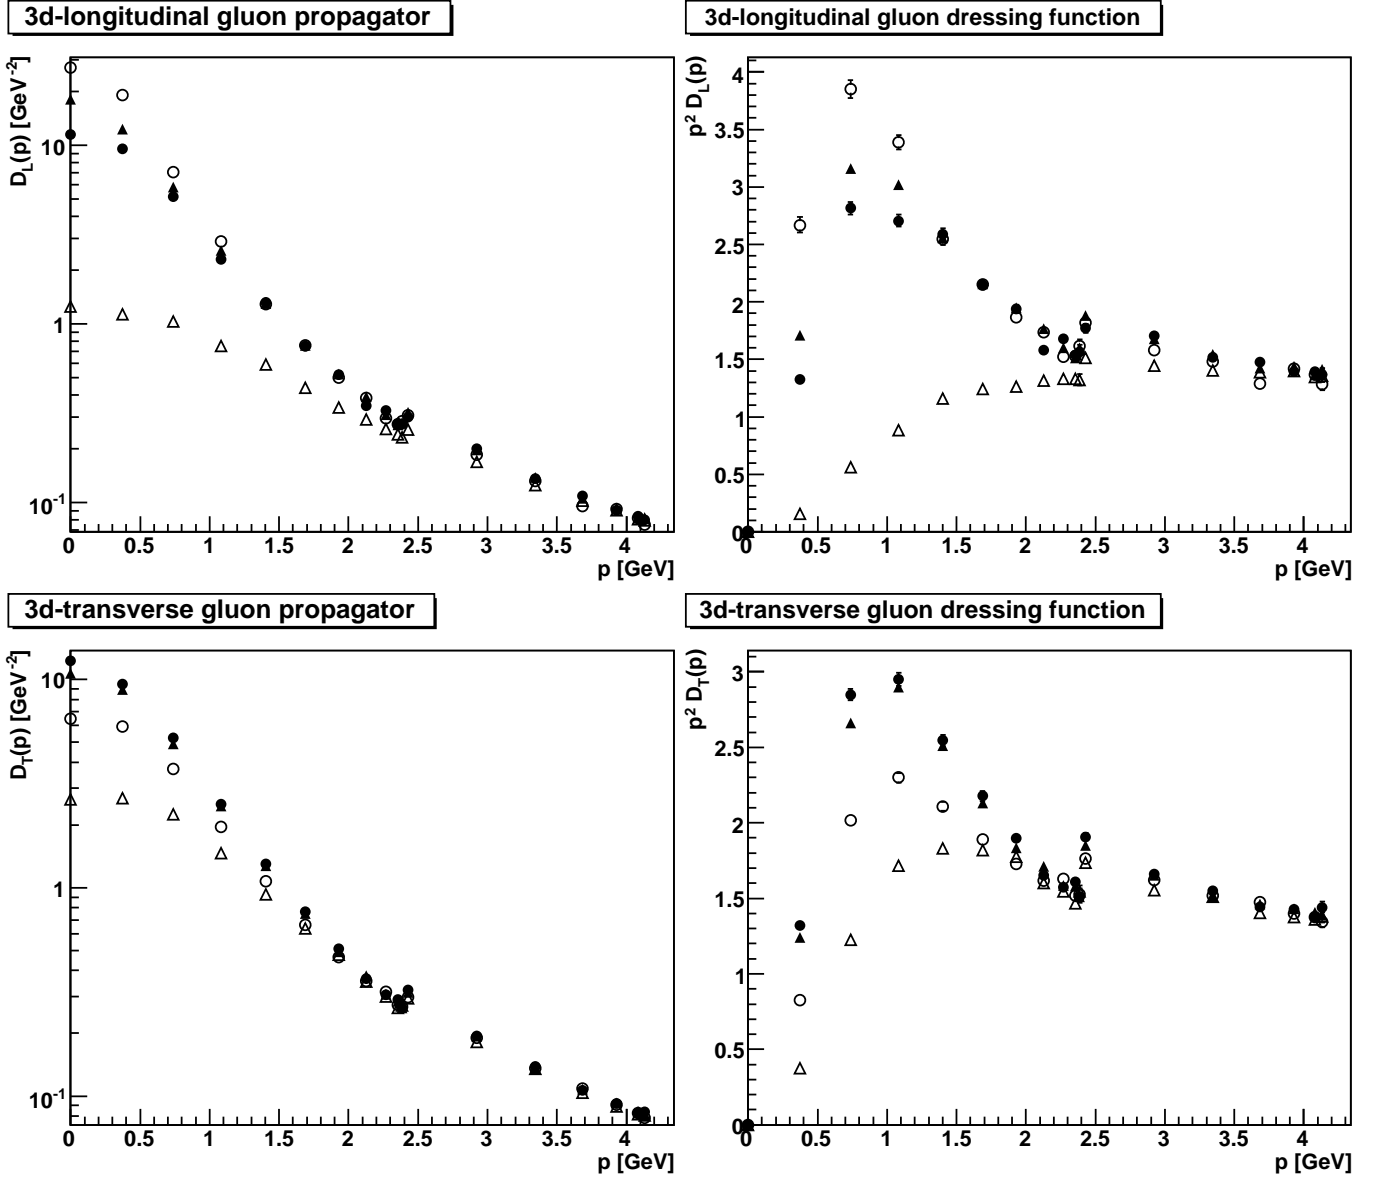 3d-longitudinal gluon propagator
D_L(p) [GeV^-2]
10
1
10^-1
0 0.5 1 1.5 2 2.5 3 3.5 4
p [GeV]
3d-longitudinal gluon dressing function
p^2 D_L(p)
4
3.5
3
2.5
2
1.5
1
0.5
0
0 0.5 1 1.5 2 2.5 3 3.5 4
p [GeV]
3d-transverse gluon propagator
D_T(p) [GeV^-2]
10
1
10^-1
0 0.5 1 1.5 2 2.5 3 3.5 4
p [GeV]
3d-transverse gluon dressing function
p^2 D_T(p)
3
2.5
2
1.5
1
0.5
0
0 0.5 1 1.5 2 2.5 3 3.5 4
p [GeV]